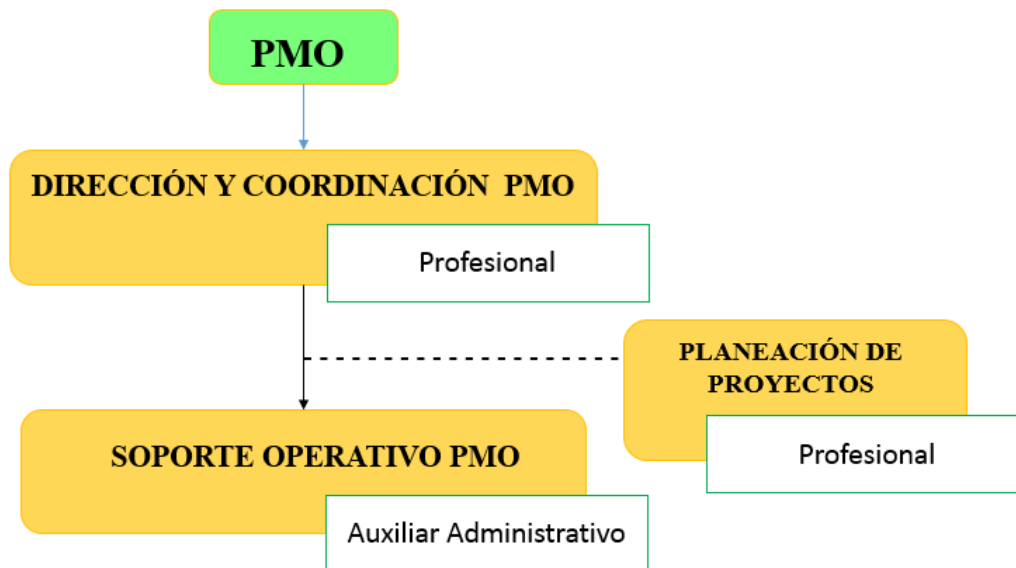 PMO
DIRECCIÓN Y COORDINACIÓN PMO
Profesional
PLANEACIÓN DE
PROYECTOS
Profesional
SOPORTE OPERATIVO PMO
Auxiliar Administrativo